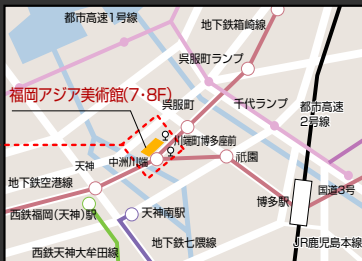 都市高速1号線
地下鉄箱崎線
呉服町ランプ
福岡アジア美術館(7・8F)
呉服町
千代ランプ
都市高速
2号線
川端町博多座前
天神
中洲川端
祇園
地下鉄空港線
国道3号
西鉄福岡(天神)駅
天神南駅
博多駅
地下鉄七隈線
西鉄天神大牟田線
JR鹿児島本線